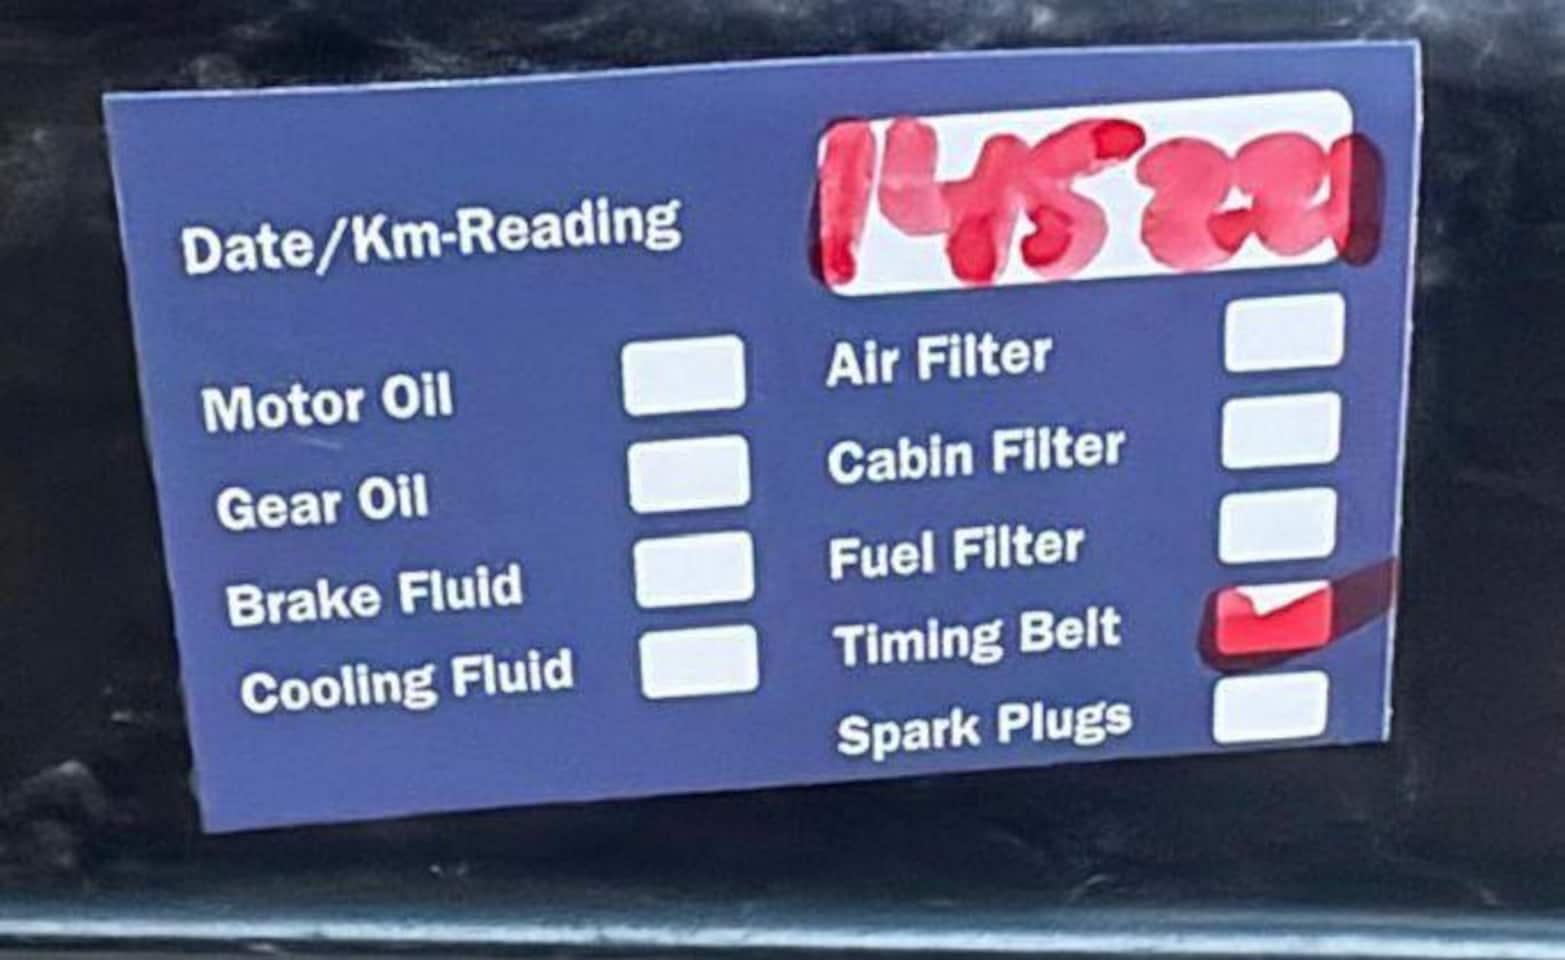 Date/Km-Reading
Motor Oil
Gear Oil
Brake Fluid
Cooling Fluid
Air Filter
Cabin Filter
Fuel Filter
Timing Belt
Spark Plugs